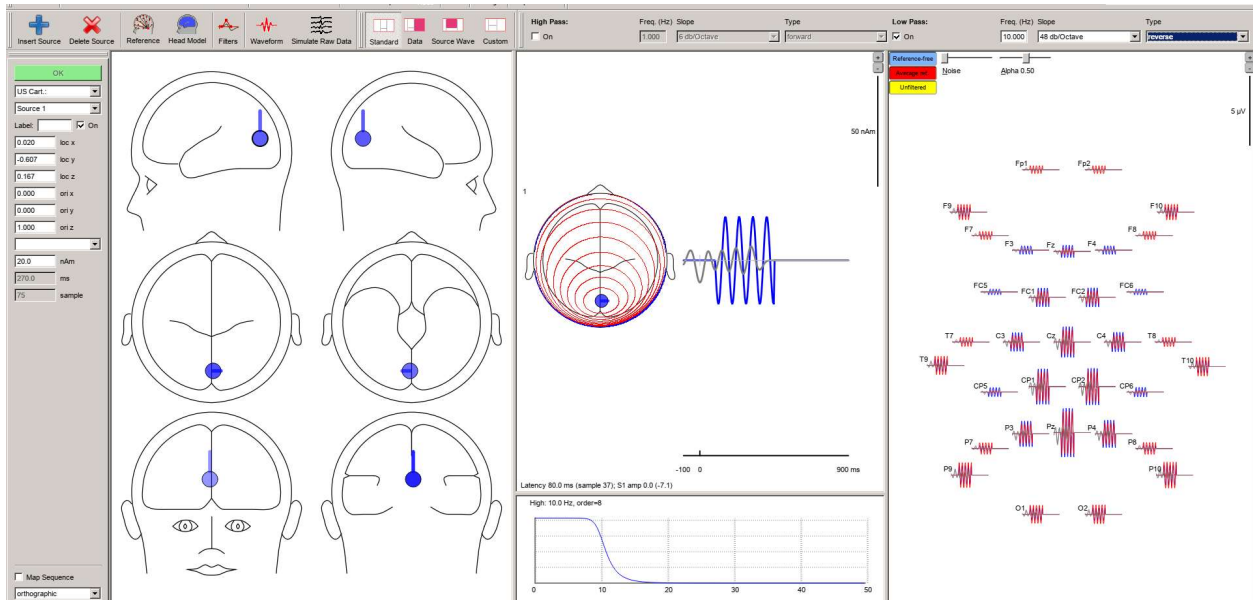 Insert Source Delete Source Reference Head Model Filters Waveform Simulate Raw Data Standard Data Source Wave Custom
High Pass: Freq. (Hz) Slope Type Low Pass: Freq. (Hz) Slope Type
On 1.000 6 db/Octave forward On 10.000 48 db/Octave reverse
OK
US Cart.:
Source 1
Label: On
0.020 loc x
-0.607 loc y
0.167 loc z
0.000 ori x
0.000 ori y
1.000 ori z
20.0 nAm
270.0 ms
75 sample
Map Sequence
orthographic
50 nAm
1
-100 0 900 ms
Latency 80.0 ms (sample 37); S1 amp 0.0 (-7.1)
High: 10.0 Hz, order=8
0 10 20 30 40 50
+
-
Reference-free
Average ref.
Unfiltered
Noise Alpha 0.50
+
-
5 µV
Fp1 Fp2
F9 F10
F7 F8
F3 Fz F4
FC5 FC1 FC2 FC6
T7 C3 Cz C4 T8
T9 T10
CP5 CP1 CP2 CP6
P3 Pz P4
P7 P8
P9 P10
O1 O2